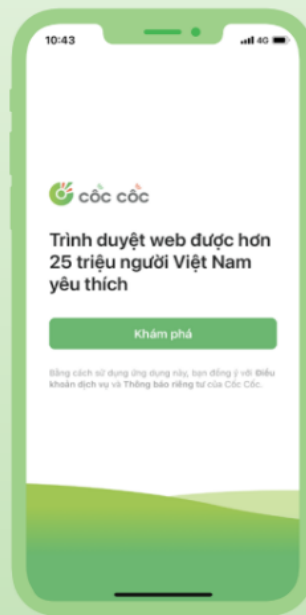 10:43
4G
cốc cốc
Trình duyệt web được hơn
25 triệu người Việt Nam
yêu thích
Khám phá
Bằng cách sử dụng ứng dụng này, bạn đồng ý với Điều
khoản dịch vụ và Thông báo riêng tư của Cốc Cốc.